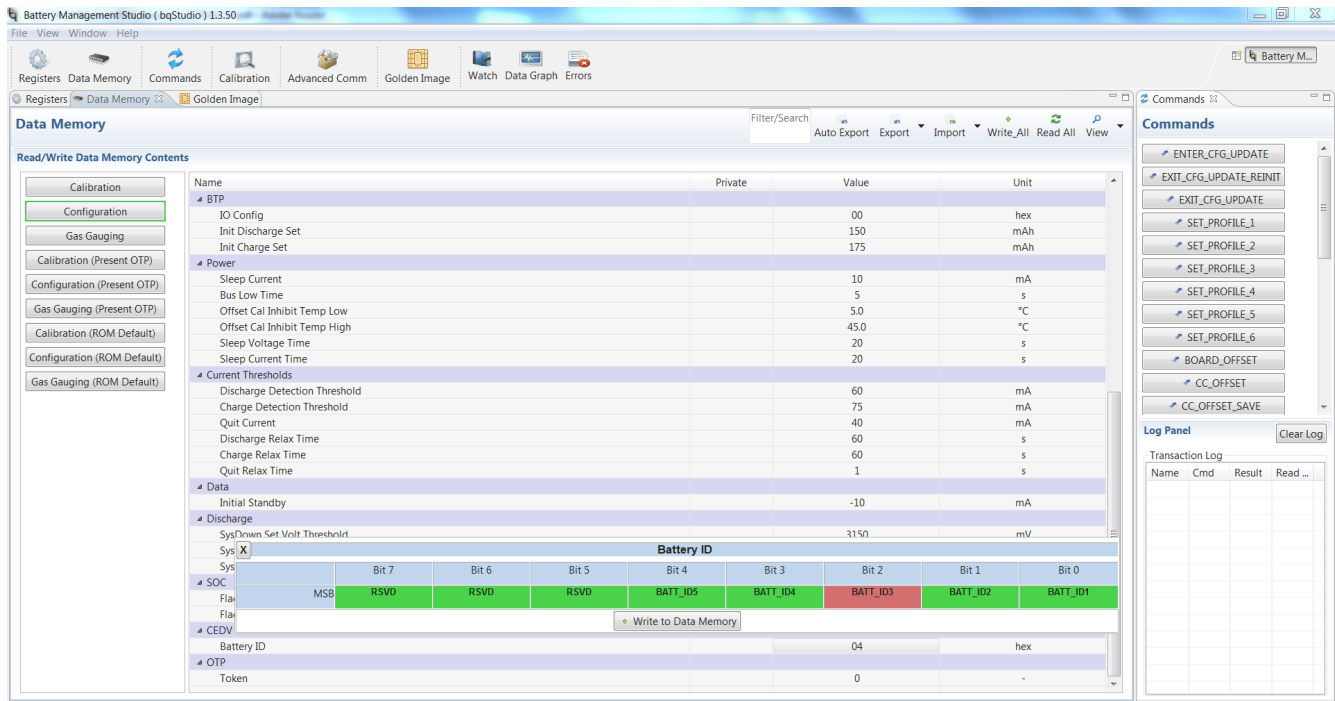 Battery Management Studio ( bqStudio ) 1.3.50
File View Window Help
Registers Data Memory Commands Calibration Advanced Comm Golden Image Watch Data Graph Errors
Battery M...
Registers Data Memory Golden Image
Commands
Data Memory
Filter/Search
Auto Export Export Import Write_All Read All View
Commands
Read/Write Data Memory Contents
Calibration
Configuration
Gas Gauging
Calibration (Present OTP)
Configuration (Present OTP)
Gas Gauging (Present OTP)
Calibration (ROM Default)
Configuration (ROM Default)
Gas Gauging (ROM Default)
Name Private Value Unit
BTP
IO Config 00 hex
Init Discharge Set 150 mAh
Init Charge Set 175 mAh
Power
Sleep Current 10 mA
Bus Low Time 5 s
Offset Cal Inhibit Temp Low 5.0 °C
Offset Cal Inhibit Temp High 45.0 °C
Sleep Voltage Time 20 s
Sleep Current Time 20 s
Current Thresholds
Discharge Detection Threshold 60 mA
Charge Detection Threshold 75 mA
Quit Current 40 mA
Discharge Relax Time 60 s
Charge Relax Time 60 s
Quit Relax Time 1 s
Data
Initial Standby -10 mA
Discharge
SysDown Set Volt Threshold 3150 mV
Sys
X Battery ID
Sys
Bit 7 Bit 6 Bit 5 Bit 4 Bit 3 Bit 2 Bit 1 Bit 0
SOC
MSB RSVD RSVD RSVD BATT_ID5 BATT_ID4 BATT_ID3 BATT_ID2 BATT_ID1
Fla
Fla
Write to Data Memory
CEDV
Battery ID 04 hex
OTP
Token 0 -
ENTER_CFG_UPDATE
EXIT_CFG_UPDATE_REINIT
EXIT_CFG_UPDATE
SET_PROFILE_1
SET_PROFILE_2
SET_PROFILE_3
SET_PROFILE_4
SET_PROFILE_5
SET_PROFILE_6
BOARD_OFFSET
CC_OFFSET
CC_OFFSET_SAVE
Log Panel
Clear Log
Transaction Log
Name Cmd Result Read ...